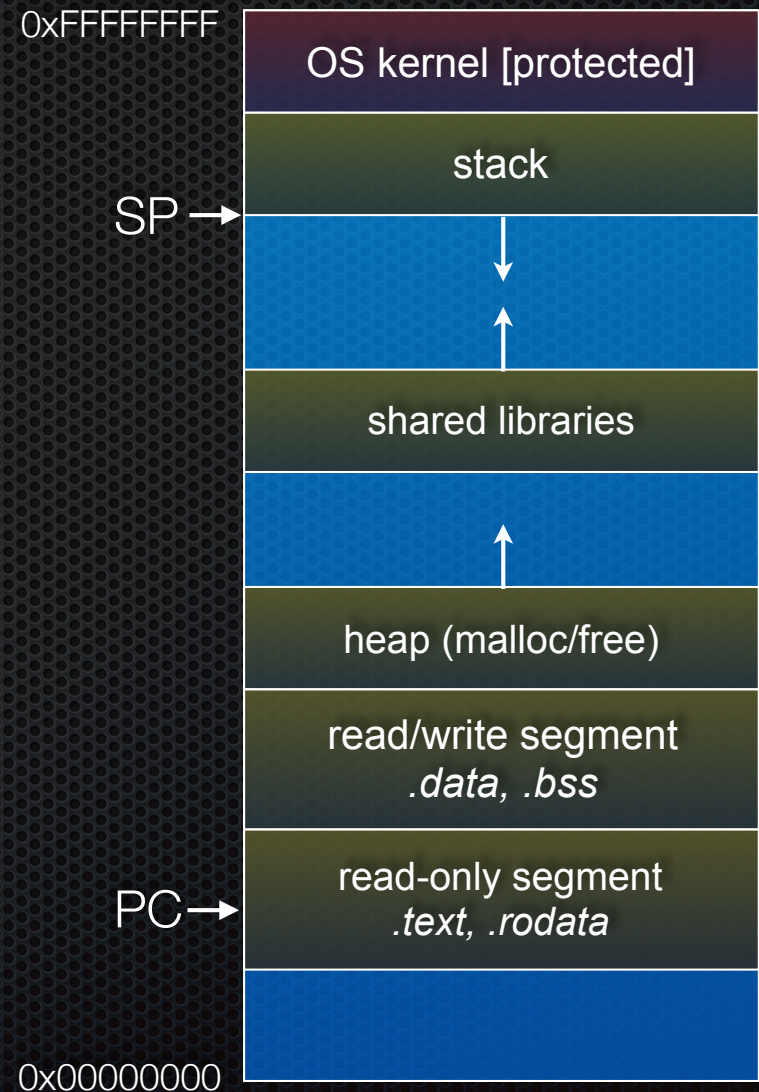 0xFFFFFFFF
OS kernel [protected]
stack
SP
shared libraries
heap (malloc/free)
read/write segment
.data, .bss
read-only segment
.text, .rodata
PC
0x00000000